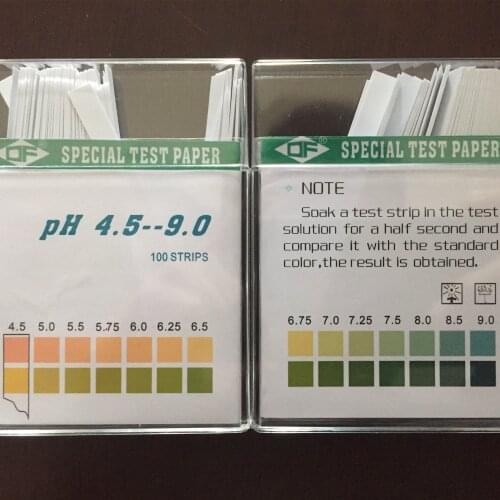 DF SPECIAL TEST PAPER
pH 4.5--9.0
100 STRIPS
4.5 5.0 5.5 5.75 6.0 6.25 6.5
DF ® SPECIAL TEST PAPER
NOTE
Soak a test strip in the test
solution for a half second and
compare it with the standard
color,the result is obtained.
6.75 7.0 7.25 7.5 8.0 8.5 9.0